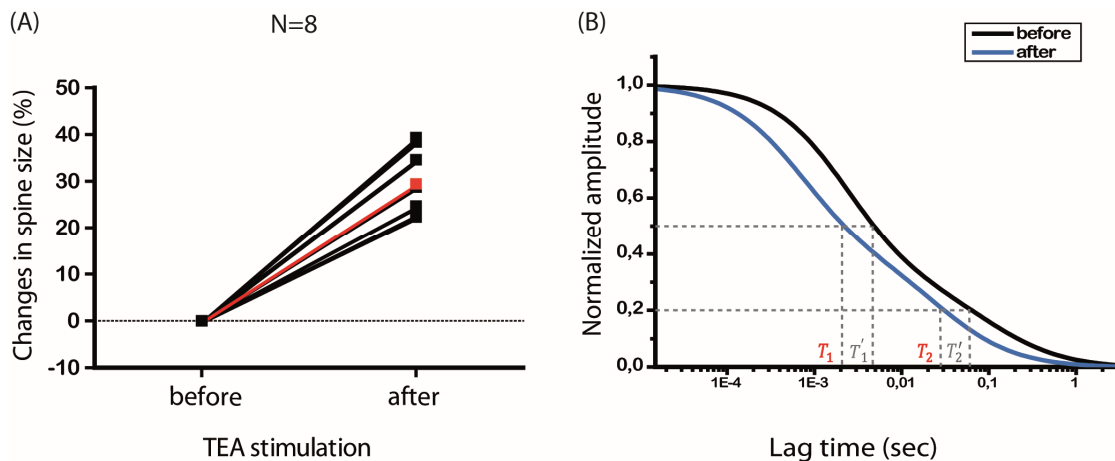 (A)
N=8
Changes in spine size (%)
50
40
30
20
10
0
-10
before
after
TEA stimulation
(B)
before
after
Normalized amplitude
1,0
0,8
0,6
0,4
0,2
0,0
T₁
T₁′
T₂
T₂′
1E-4
1E-3
0,01
0,1
1
Lag time (sec)